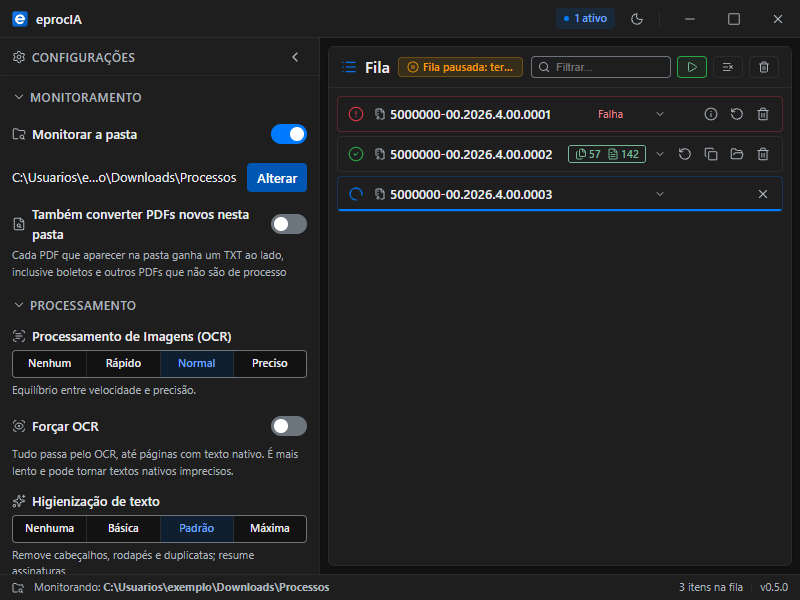 eprocIA
1 ativo
CONFIGURAÇÕES
MONITORAMENTO
Monitorar a pasta
C:\Usuarios\e...o\Downloads\Processos
Alterar
Também converter PDFs novos nesta
pasta
Cada PDF que aparecer na pasta ganha um TXT ao lado,
inclusive boletos e outros PDFs que não são de processo
PROCESSAMENTO
Processamento de Imagens (OCR)
Nenhum Rápido Normal Preciso
Equilíbrio entre velocidade e precisão.
Forçar OCR
Tudo passa pelo OCR, até páginas com texto nativo. É mais
lento e pode tornar textos nativos imprecisos.
Higienização de texto
Nenhuma Básica Padrão Máxima
Remove cabeçalhos, rodapés e duplicatas; resume
assinaturas
Fila
Fila pausada: ter...
Filtrar...
5000000-00.2026.4.00.0001 Falha
5000000-00.2026.4.00.0002 57 142
5000000-00.2026.4.00.0003
Monitorando: C:\Usuarios\exemplo\Downloads\Processos
3 itens na fila
v0.5.0